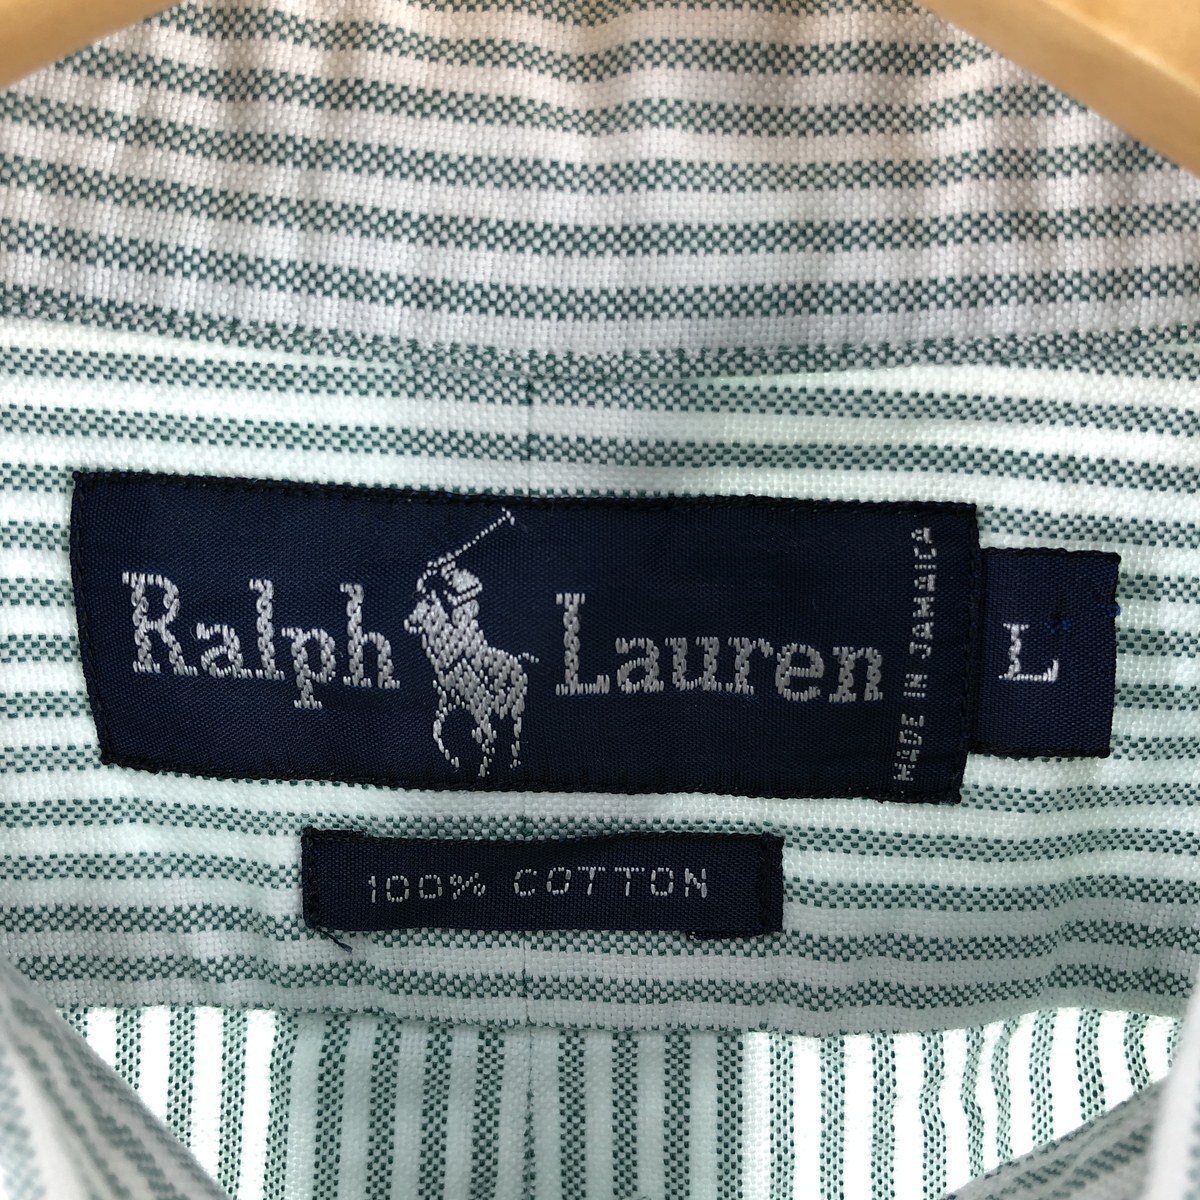 Ralph Lauren
MADE IN JAMAICA
L
100% COTTON